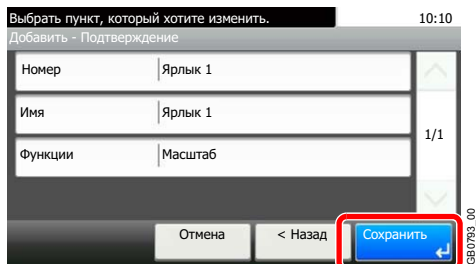 Выбрать пункт, который хотите изменить. 10:10
Добавить - Подтверждение
Номер Ярлык 1
Имя Ярлык 1
1/1
Функции Масштаб
Отмена < Назад Сохранить
GB0793_00